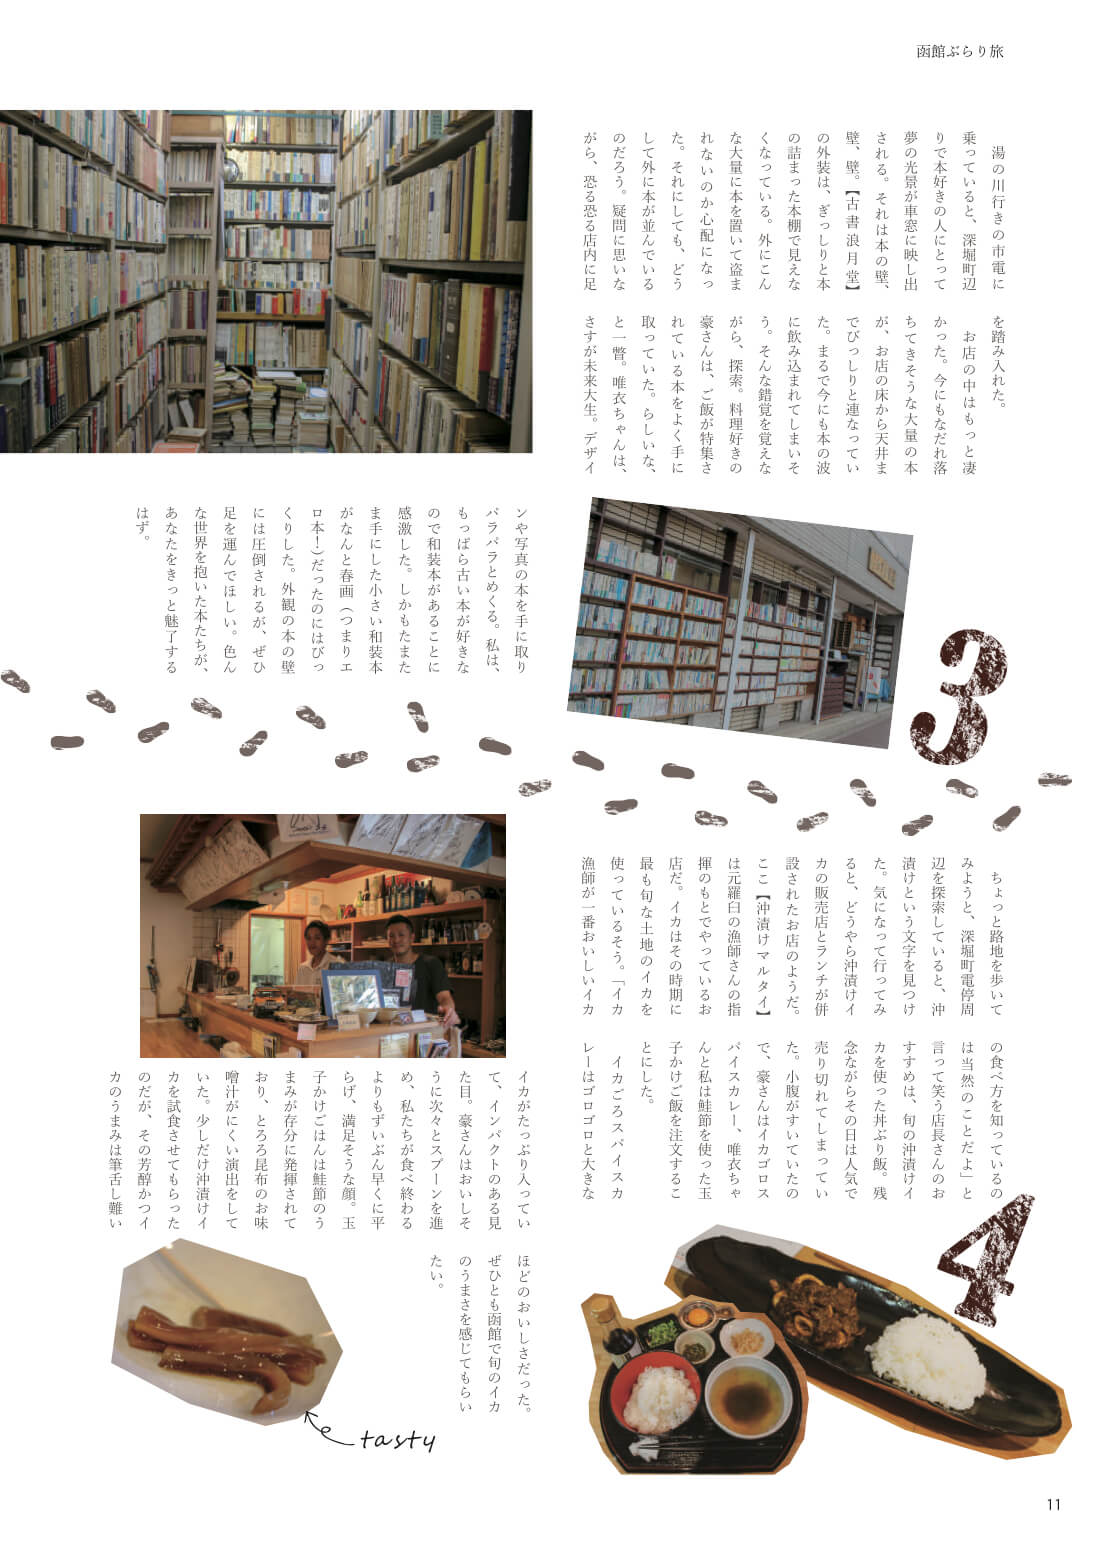 函館ぶらり旅
湯の川行きの市電に
乗っていると、深堀町辺
りで本好きの人にとって
夢の光景が車窓に映し出
される。それは本の壁、
壁、壁。【古書浪月堂】
の外装は、ぎっしりと本
の詰まった本棚で見えな
くなっている。外にこん
な大量に本を置いて盗ま
れないのか心配になっ
た。それにしても、どう
して外に本が並んでいる
のだろう。疑問に思いな
がら、恐る恐る店内に足
を踏み入れた。
お店の中はもっと凄
かった。今にもなだれ落
ちてきそうな大量の本
が、お店の床から天井ま
でびっしりと連なってい
た。まるで今にも本の波
に飲み込まれてしまいそ
う。そんな錯覚を覚えな
がら、探索。料理好きの
豪さんは、ご飯が特集さ
れている本をよく手に
取っていた。らしいな、
と一瞥。唯衣ちゃんは、
さすが未来大生。デザイ
ンや写真の本を手に取り
パラパラとめくる。私は、
もっぱら古い本が好きな
ので和装本があることに
感激した。しかもたまた
ま手にした小さい和装本
がなんと春画(つまりエ
ロ本!)だったのにはびっ
くりした。外観の本の壁
には圧倒されるが、ぜひ
足を運んでほしい。色ん
な世界を抱いた本たちが、
あなたをきっと魅了する
はず。
3
ちょっと路地を歩いて
みようと、深堀町電停周
辺を探索していると、沖
漬けという文字を見つけ
た。気になって行ってみ
ると、どうやら沖漬けイ
カの販売店とランチが併
設されたお店のようだ。
ここ【沖漬けマルタイ】
は元羅臼の漁師さんの指
揮のもとでやっているお
店だ。イカはその時期に
最も旬な土地のイカを
使っているそう。「イカ
漁師が一番おいしいイカ
の食べ方を知っているの
は当然のことだよ」と
言って笑う店長さんのお
すすめは、旬の沖漬けイ
カを使った丼ぶり飯。残
念ながらその日は人気で
売り切れてしまってい
た。小腹がすいていたの
で、豪さんはイカゴロス
パイスカレー、唯衣ちゃ
んと私は鮭節を使った玉
子かけご飯を注文するこ
とにした。
イカごろスパイスカ
レーはゴロゴロと大きな
イカがたっぷり入ってい
て、インパクトのある見
た目。豪さんはおいしそ
うに次々とスプーンを進
め、私たちが食べ終わる
よりもずいぶん早くに平
らげ、満足そうな顔。玉
子かけごはんは鮭節のう
まみが存分に発揮されて
おり、とろろ昆布のお味
噌汁がにくい演出をして
いた。少しだけ沖漬けイ
カを試食させてもらった
のだが、その芳醇かつイ
カのうまみは筆舌し難い
ほどのおいしさだった。
ぜひとも函館で旬のイカ
のうまさを感じてもらい
たい。
4
tasty
11